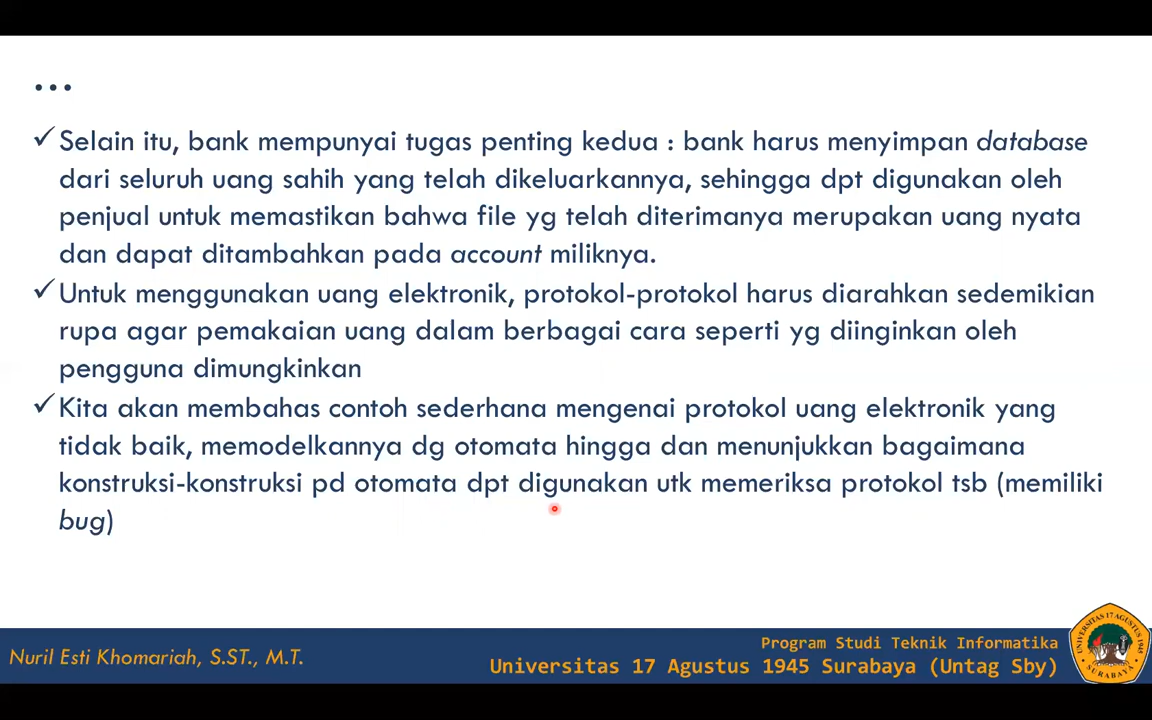 ...
✓Selain itu, bank mempunyai tugas penting kedua : bank harus menyimpan database
dari seluruh uang sahih yang telah dikeluarkannya, sehingga dpt digunakan oleh
penjual untuk memastikan bahwa file yg telah diterimanya merupakan uang nyata
dan dapat ditambahkan pada account miliknya.
✓Untuk menggunakan uang elektronik, protokol-protokol harus diarahkan sedemikian
rupa agar pemakaian uang dalam berbagai cara seperti yg diinginkan oleh
pengguna dimungkinkan
✓Kita akan membahas contoh sederhana mengenai protokol uang elektronik yang
tidak baik, memodelkannya dg otomata hingga dan menunjukkan bagaimana
konstruksi-konstruksi pd otomata dpt digunakan utk memeriksa protokol tsb (memiliki
bug)
Nuril Esti Khomariah, S.ST., M.T.
Program Studi Teknik Informatika
Universitas 17 Agustus 1945 Surabaya (Untag Sby)
UNIVERSITAS 17 AGUSTUS 1945
SURABAYA